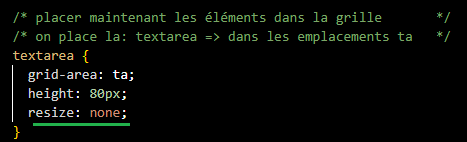 /* placer maintenant les éléments dans la grille       */
/* on place la: textarea => dans les emplacements ta   */
textarea {
  grid-area: ta;
  height: 80px;
  resize: none;
}